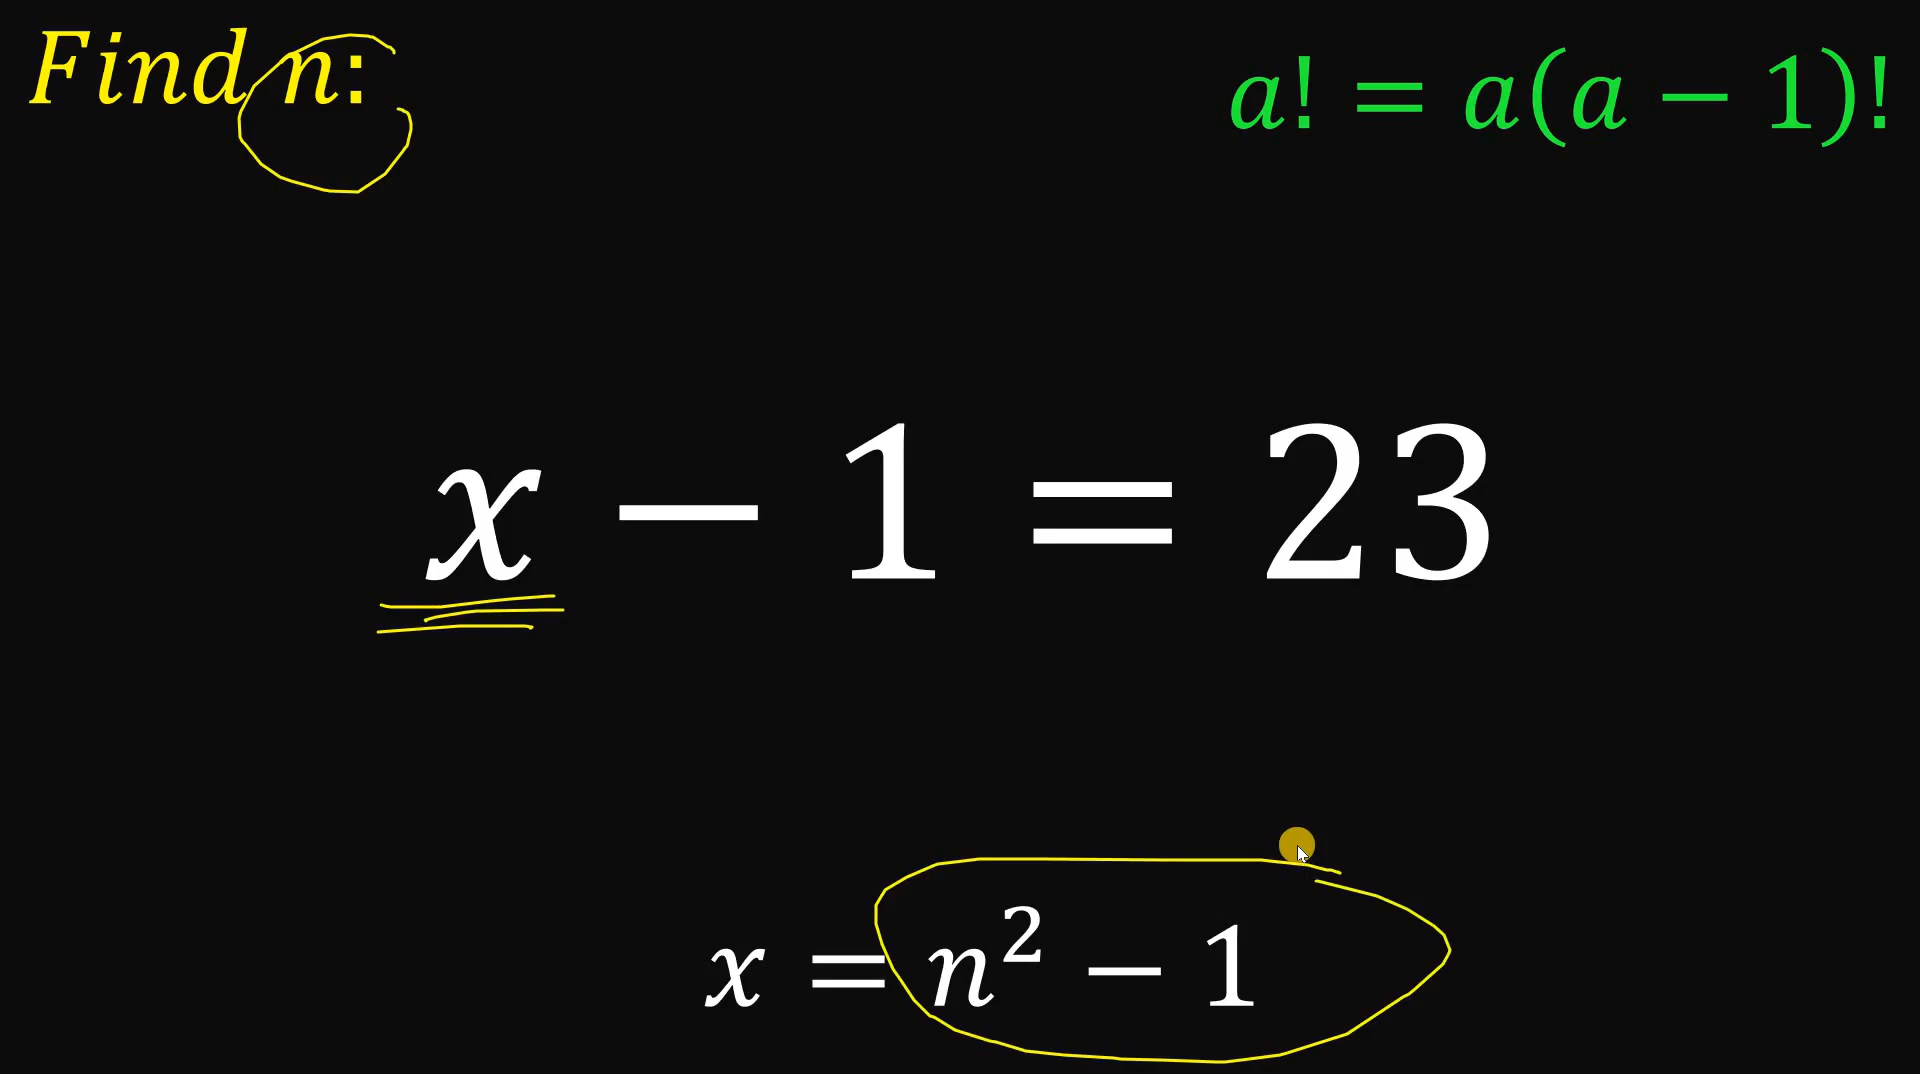 Find n:
a! = a(a − 1)!
x − 1 = 23
x = n² − 1